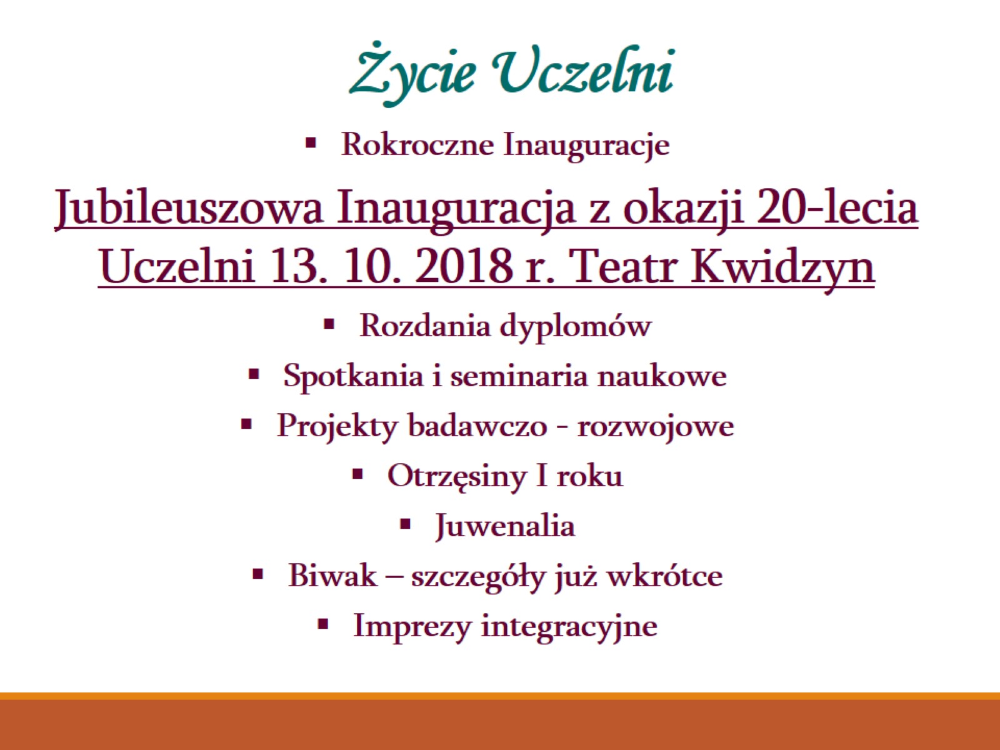 Życie Uczelni
▪ Rokroczne Inauguracje
Jubileuszowa Inauguracja z okazji 20-lecia
Uczelni 13. 10. 2018 r. Teatr Kwidzyn
▪ Rozdania dyplomów
▪ Spotkania i seminaria naukowe
▪ Projekty badawczo - rozwojowe
▪ Otrzęsiny I roku
▪ Juwenalia
▪ Biwak – szczegóły już wkrótce
▪ Imprezy integracyjne